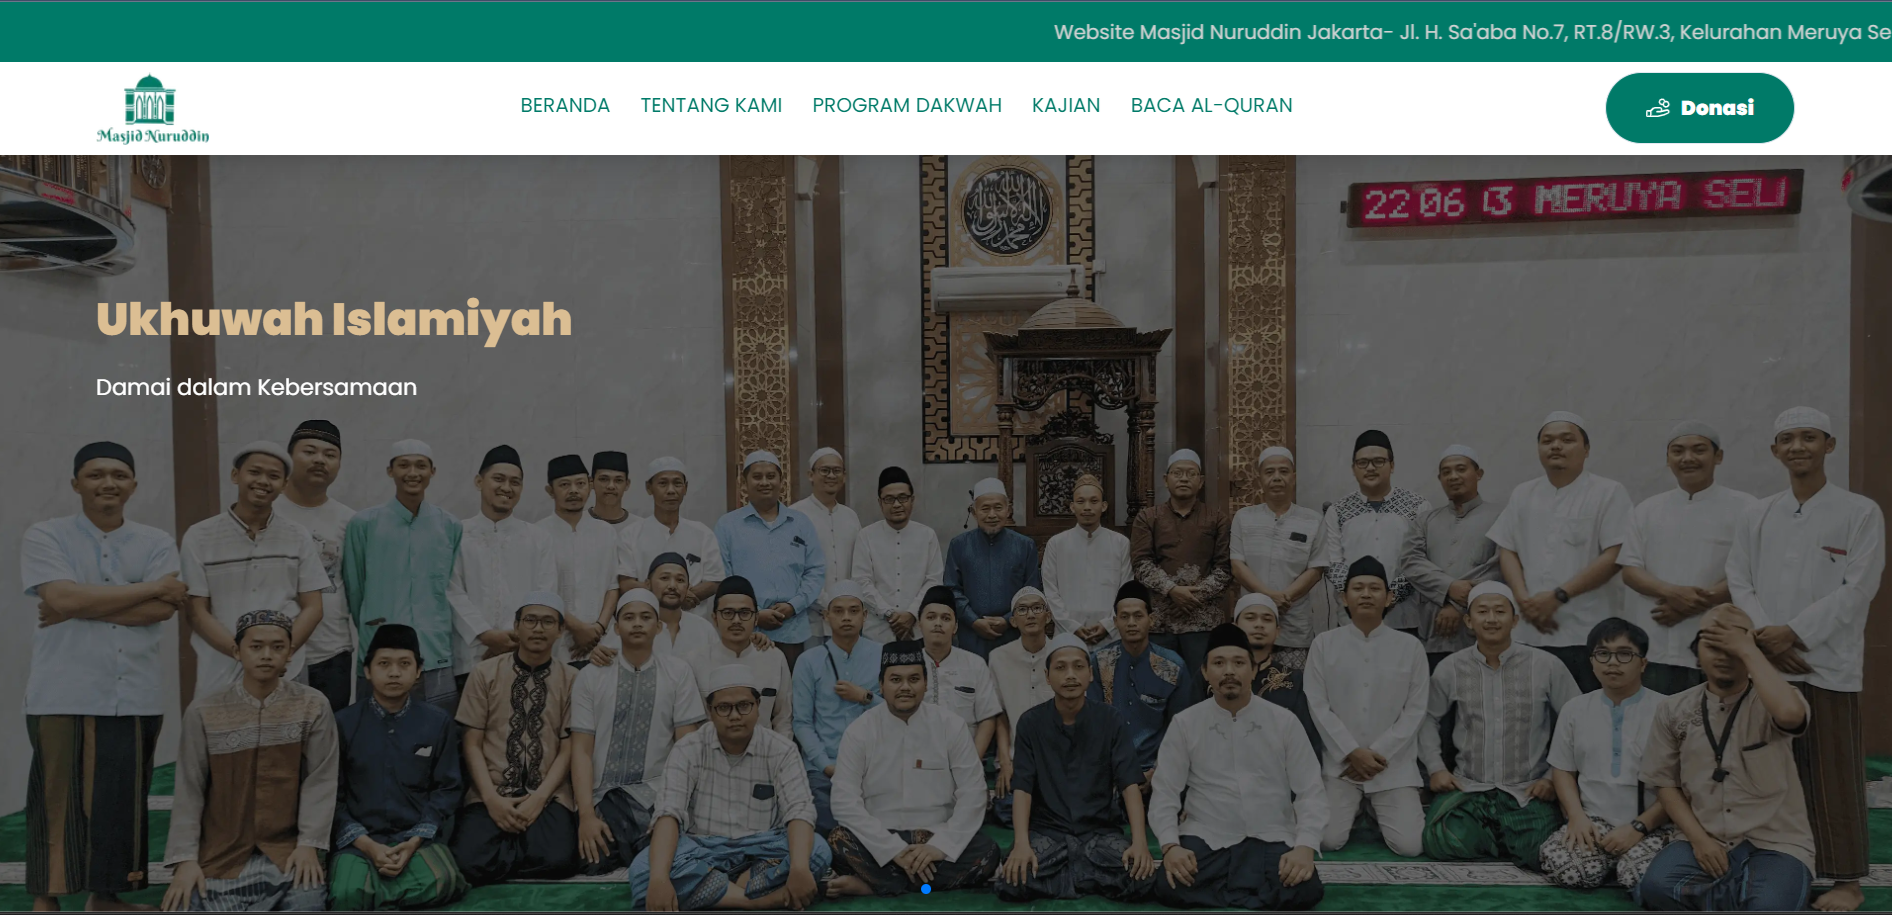 Website Masjid Nuruddin Jakarta- Jl. H. Sa'aba No.7, RT.8/RW.3, Kelurahan Meruya Se
Masjid Nuruddin
BERANDA TENTANG KAMI PROGRAM DAKWAH KAJIAN BACA AL-QURAN
Donasi
22 06 13 MERUYA SELI
Ukhuwah Islamiyah
Damai dalam Kebersamaan